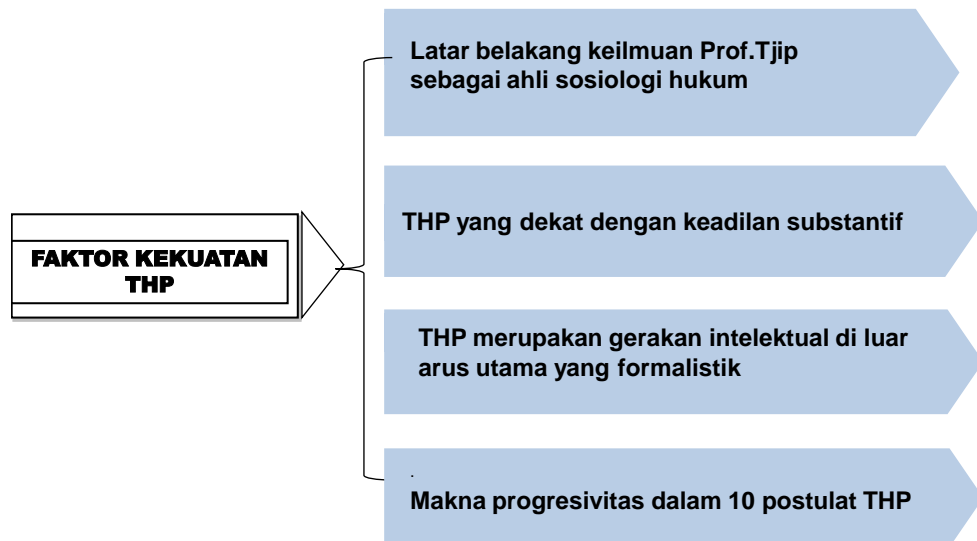 Latar belakang keilmuan Prof.Tjip
sebagai ahli sosiologi hukum
THP yang dekat dengan keadilan substantif
FAKTOR KEKUATAN
THP
THP merupakan gerakan intelektual di luar
arus utama yang formalistik
.
Makna progresivitas dalam 10 postulat THP